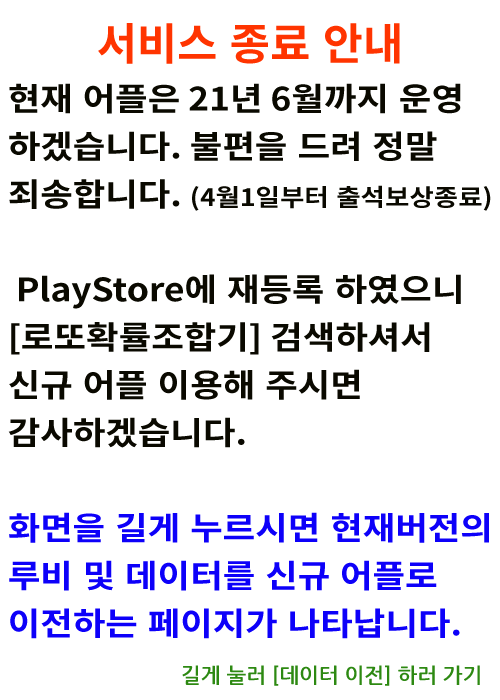 서비스 종료 안내
현재 어플은 21년 6월까지 운영
하겠습니다. 불편을 드려 정말
죄송합니다. (4월1일부터 출석보상종료)
PlayStore에 재등록 하였으니
[로또확률조합기] 검색하셔서
신규 어플 이용해 주시면
감사하겠습니다.
화면을 길게 누르시면 현재버전의
루비 및 데이터를 신규 어플로
이전하는 페이지가 나타납니다.
길게 눌러 [데이터 이전] 하러 가기